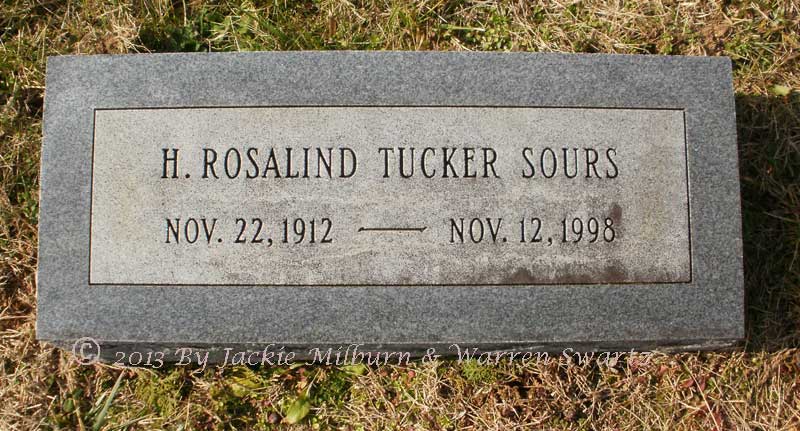 H. ROSALIND TUCKER SOURS
NOV. 22, 1912 — NOV. 12, 1998
© 2013 By Jackie Milburn & Warren Swartz